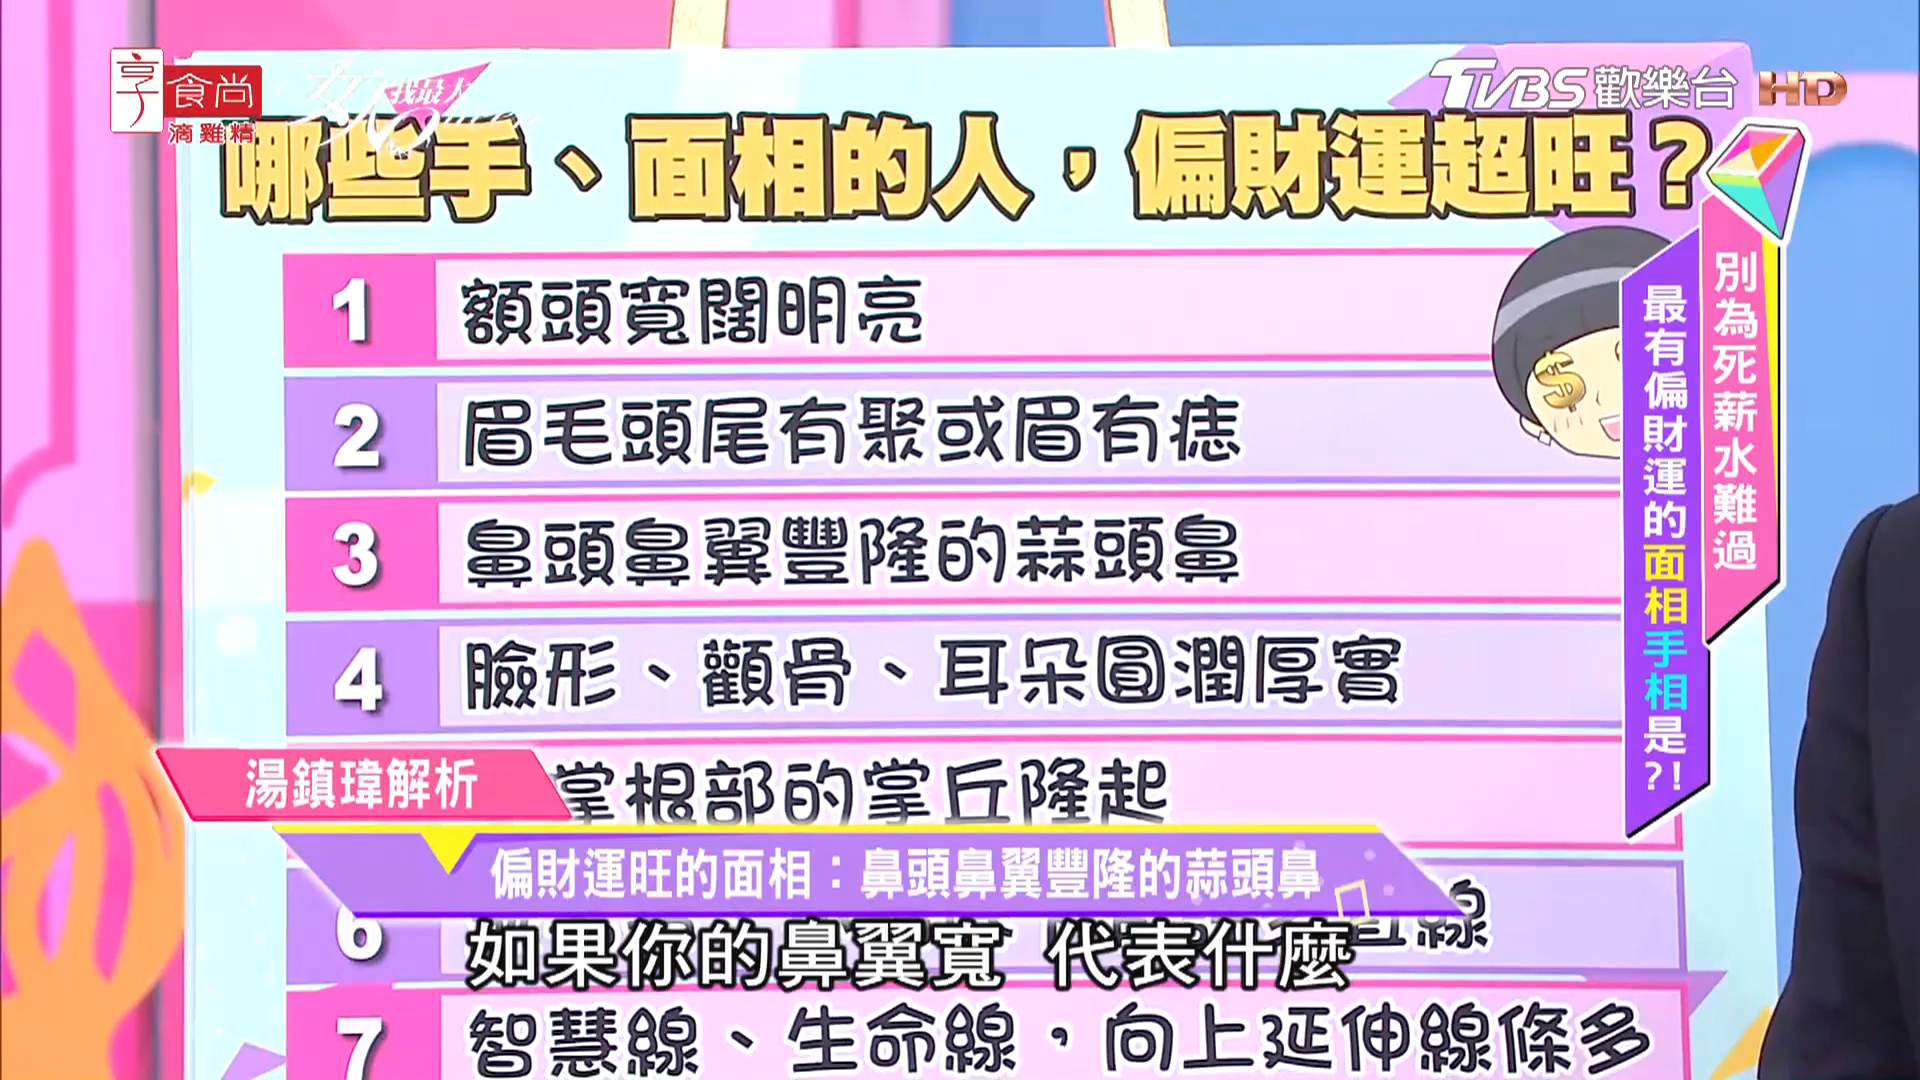 享
食尚
滴雞精
女人我最大
TVBS歡樂台 HD
哪些手、面相的人，偏財運超旺？
1 額頭寬闊明亮
2 眉毛頭尾有聚或眉有痣
3 鼻頭鼻翼豐隆的蒜頭鼻
4 臉形、顴骨、耳朵圓潤厚實
掌根部的掌丘隆起
6
線
7 智慧線、生命線，向上延伸線條多
別為死薪水難過
最有偏財運的面相手相是?!
湯鎮瑋解析
偏財運旺的面相：鼻頭鼻翼豐隆的蒜頭鼻
如果你的鼻翼寬 代表什麼